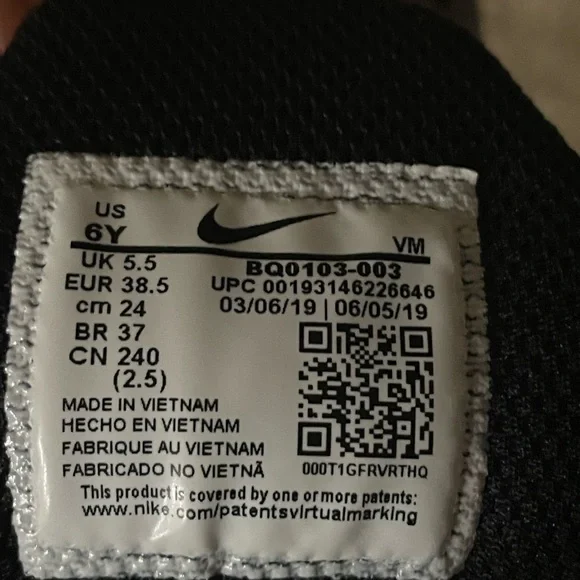 US
6Y
VM
UK 5.5
EUR 38.5
cm 24
BR 37
CN 240
(2.5)
BQ0103-003
UPC 00193146226646
03/06/19 | 06/05/19
000T1GFRVRTHQ
MADE IN VIETNAM
HECHO EN VIETNAM
FABRIQUE AU VIETNAM
FABRICADO NO VIETNÃ
This product is covered by one or more patents:
www.nike.com/patentsvirtualmarking